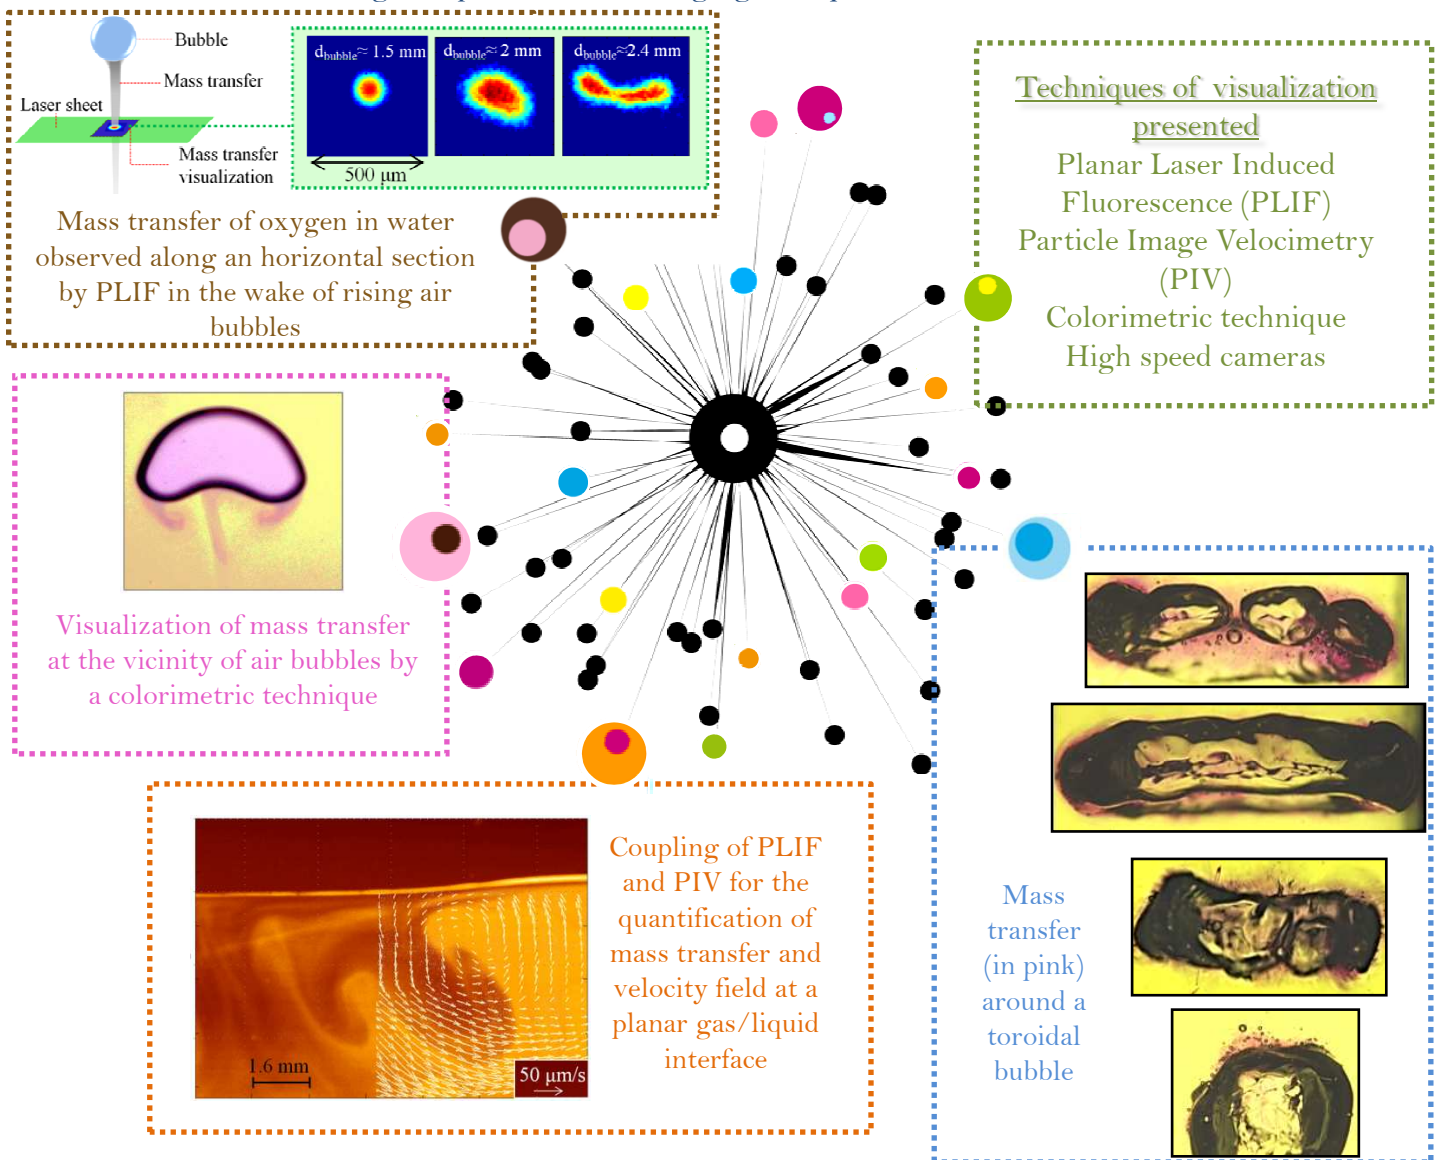 Bubble
Mass transfer
Laser sheet
Mass transfer
visualization
dbubble≈ 1.5 mm
dbubble≈ 2 mm
dbubble≈2.4 mm
500 µm
Mass transfer of oxygen in water
observed along an horizontal section
by PLIF in the wake of rising air
bubbles
Techniques of visualization
presented
Planar Laser Induced
Fluorescence (PLIF)
Particle Image Velocimetry
(PIV)
Colorimetric technique
High speed cameras
Visualization of mass transfer
at the vicinity of air bubbles by
a colorimetric technique
Coupling of PLIF
and PIV for the
quantification of
mass transfer and
velocity field at a
planar gas/liquid
interface
1.6 mm
50 µm/s
Mass
transfer
(in pink)
around a
toroidal
bubble